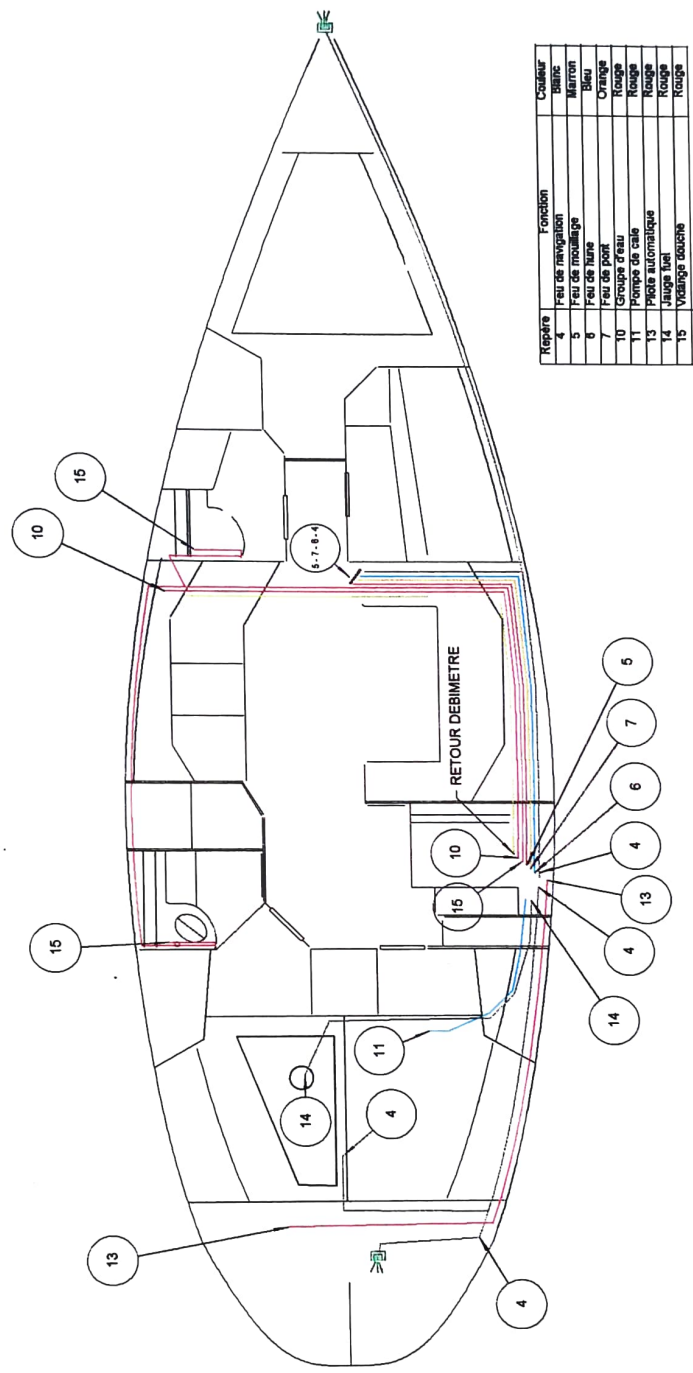 10
15
15
5 - 7 - 6 - 4
RETOUR DEBIMETRE
10
15
5
7
6
4
13
4
14
11
14
4
13
4
Repère Fonction Couleur
4 Feu de navigation Blanc
5 Feu de mouillage Marron
6 Feu de hune Bleu
7 Feu de pont Orange
10 Groupe d'eau Rouge
11 Pompe de cale Rouge
13 Pilote automatique Rouge
14 Jauge fuel Rouge
15 Vidange douche Rouge